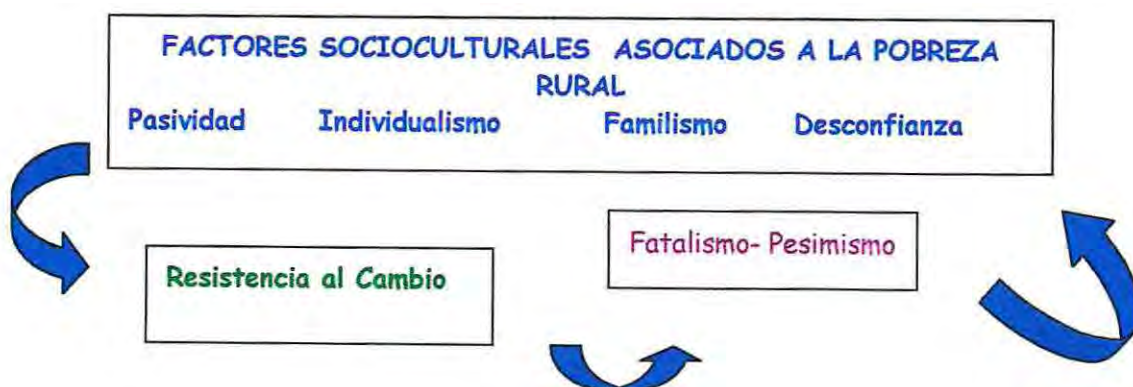 FACTORES SOCIOCULTURALES ASOCIADOS A LA POBREZA
RURAL
Pasividad Individualismo Familismo Desconfianza
Fatalismo- Pesimismo
Resistencia al Cambio